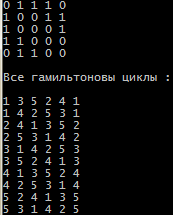 0 1 1 1 0
1 0 0 1 1
1 0 0 0 1
1 1 0 0 0
0 1 1 0 0
Все гамильтоновы циклы :
1 3 5 2 4 1
1 4 2 5 3 1
2 4 1 3 5 2
2 5 3 1 4 2
3 1 4 2 5 3
3 5 2 4 1 3
4 1 3 5 2 4
4 2 5 3 1 4
5 2 4 1 3 5
5 3 1 4 2 5